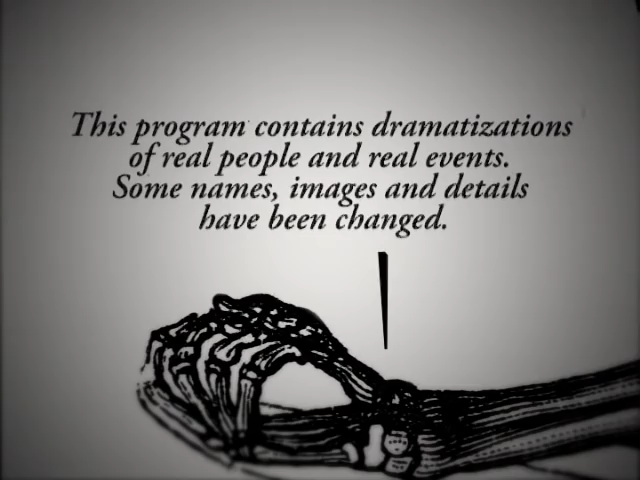 This program contains dramatizations
of real people and real events.
Some names, images and details
have been changed.